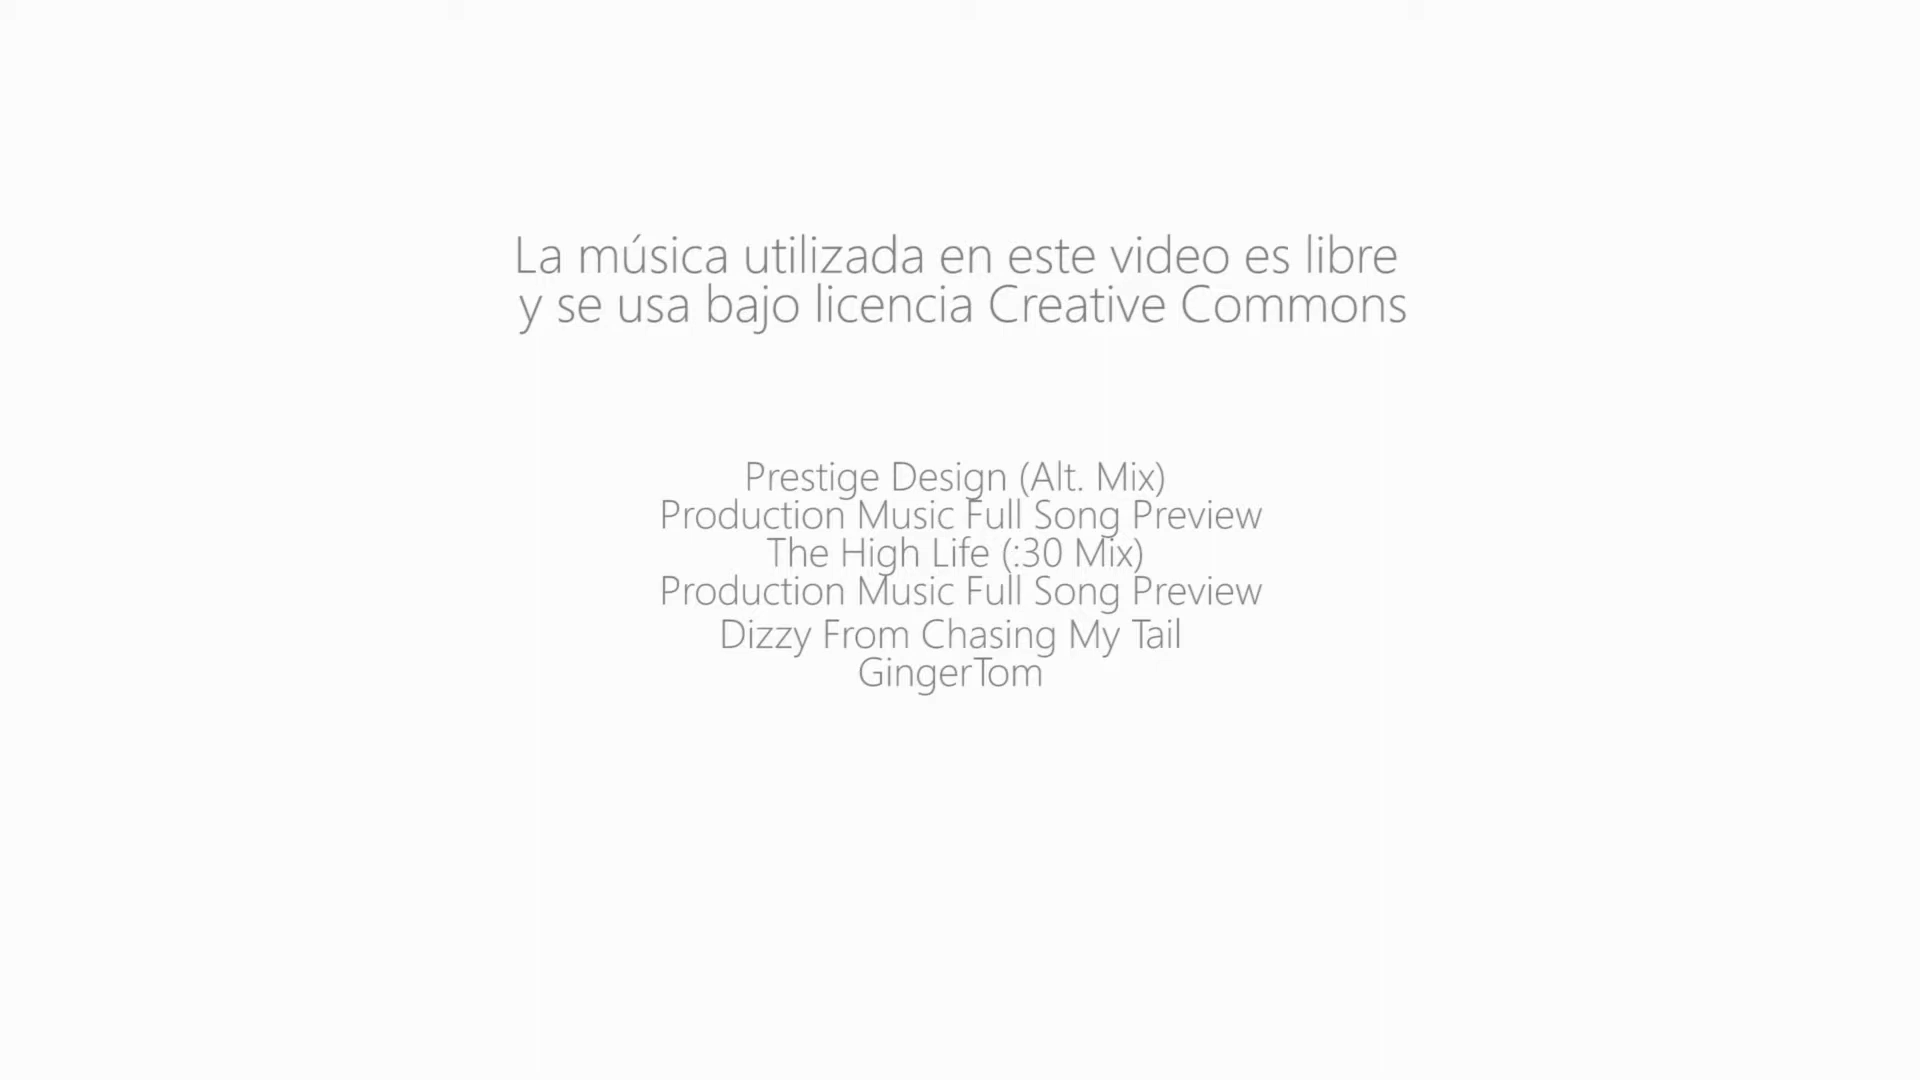 La música utilizada en este video es libre
y se usa bajo licencia Creative Commons
Prestige Design (Alt. Mix)
Production Music Full Song Preview
The High Life (:30 Mix)
Production Music Full Song Preview
Dizzy From Chasing My Tail
GingerTom